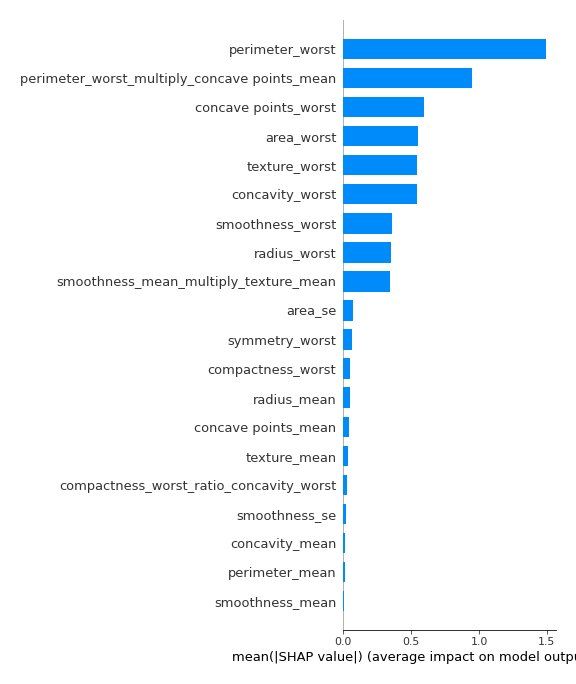 perimeter_worst
perimeter_worst_multiply_concave points_mean
concave points_worst
area_worst
texture_worst
concavity_worst
smoothness_worst
radius_worst
smoothness_mean_multiply_texture_mean
area_se
symmetry_worst
compactness_worst
radius_mean
concave points_mean
texture_mean
compactness_worst_ratio_concavity_worst
smoothness_se
concavity_mean
perimeter_mean
smoothness_mean
0.0 0.5 1.0 1.5
mean(|SHAP value|) (average impact on model outpu